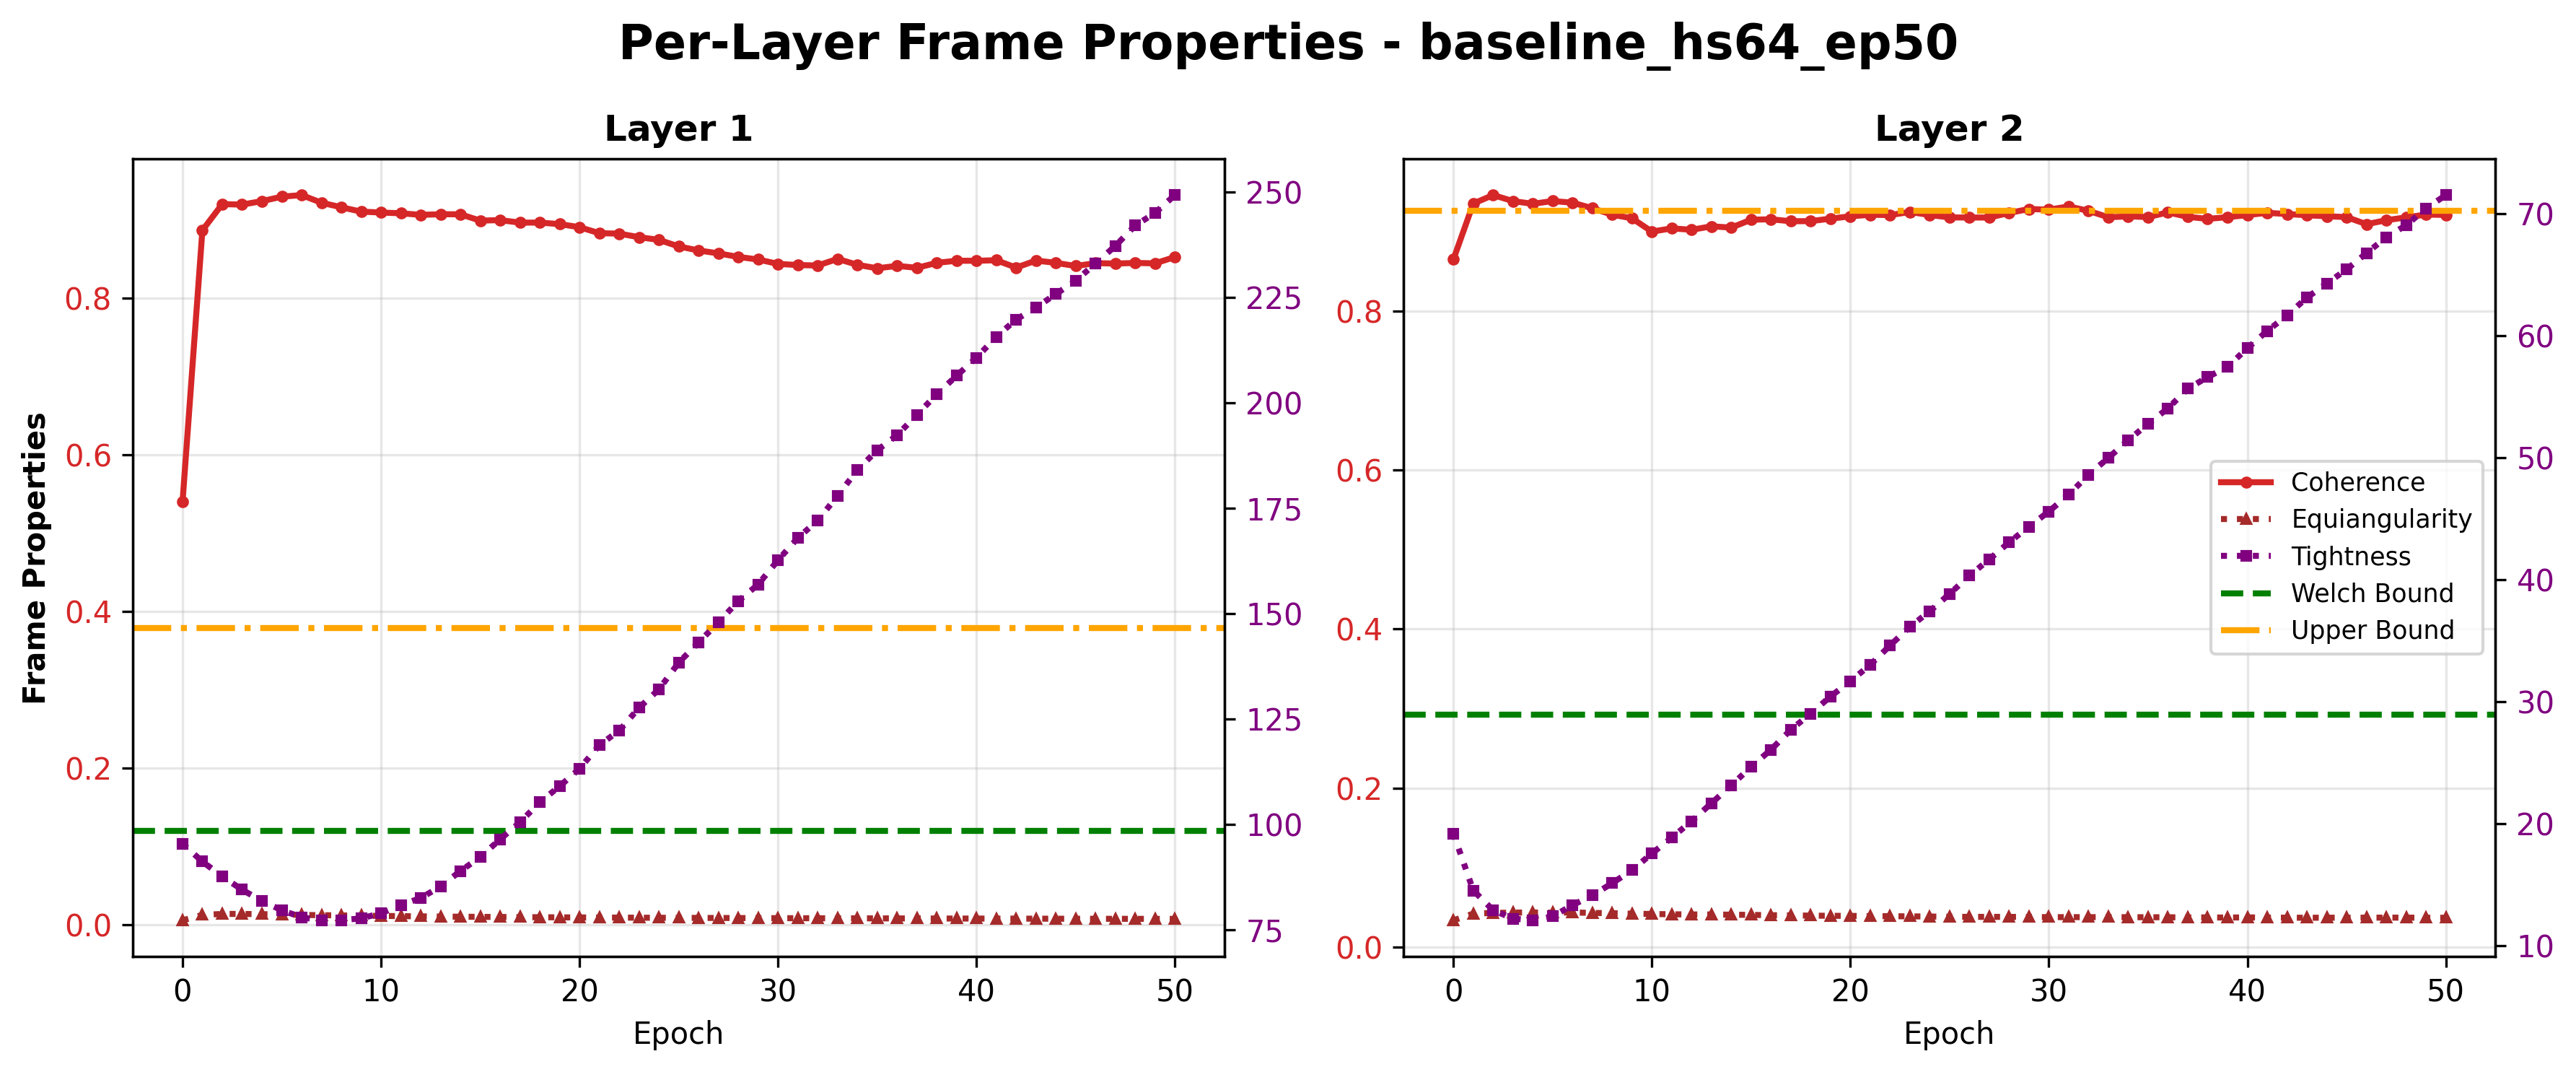 Per-Layer Frame Properties - baseline_hs64_ep50
Layer 1
Frame Properties
0.8
0.6
0.4
0.2
0.0
250
225
200
175
150
125
100
75
0 10 20 30 40 50
Epoch
Layer 2
0.8
0.6
0.4
0.2
0.0
70
60
50
40
30
20
10
Coherence
Equiangularity
Tightness
Welch Bound
Upper Bound
0 10 20 30 40 50
Epoch